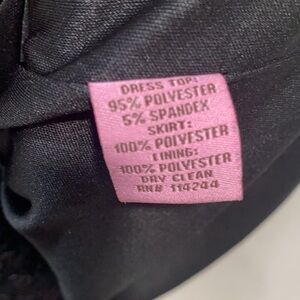 DRESS TOP:
95% POLYESTER
5% SPANDEX
SKIRT:
100% POLYESTER
LINING:
100% POLYESTER
DRY CLEAN
RN# 114244